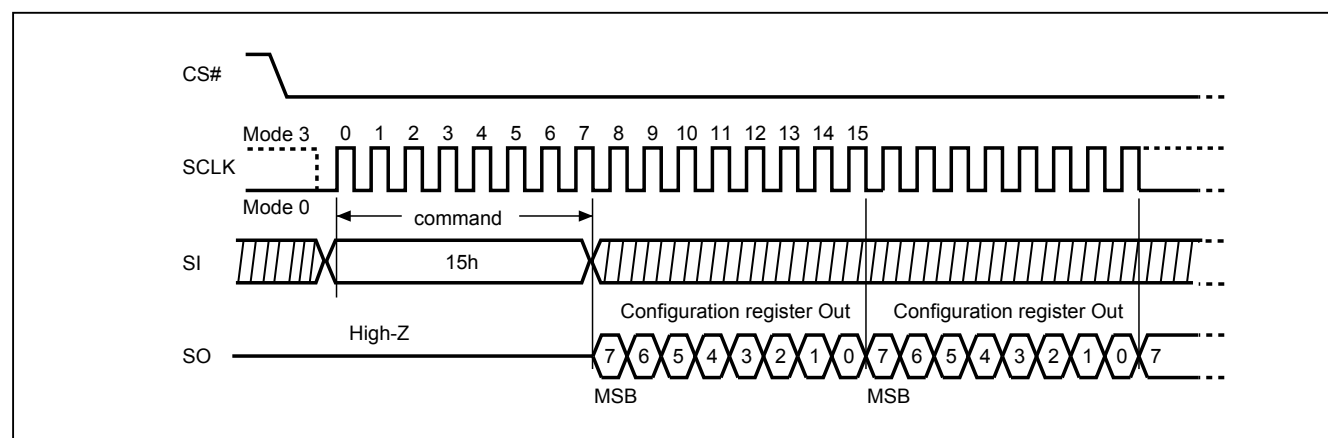 CS#
Mode 3 0 1 2 3 4 5 6 7 8 9 10 11 12 13 14 15
SCLK
Mode 0
command
SI 15h
Configuration register Out Configuration register Out
High-Z
SO 7 6 5 4 3 2 1 0 7 6 5 4 3 2 1 0 7
MSB MSB